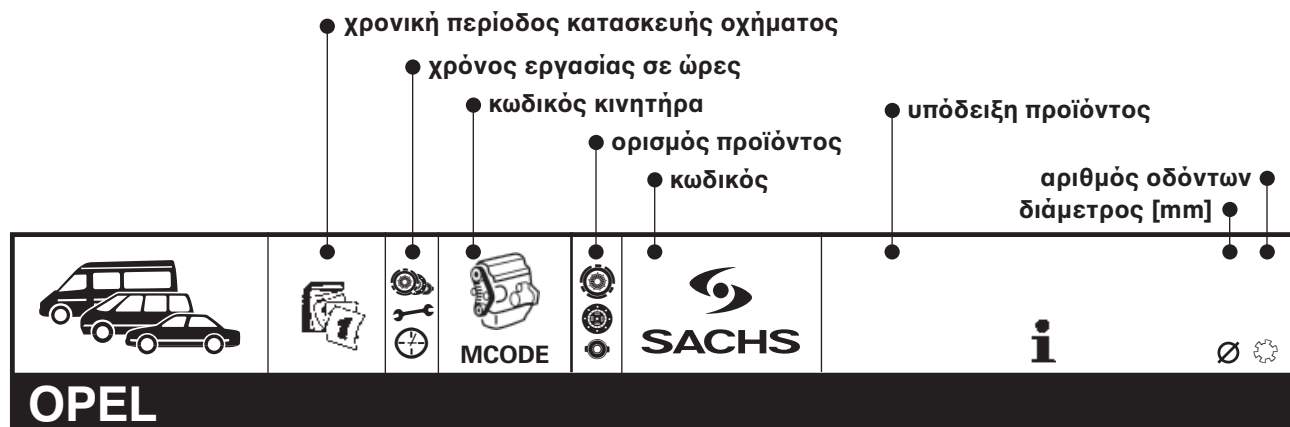 χρονική περίοδος κατασκευής οχήματος
χρόνος εργασίας σε ώρες
κωδικός κινητήρα
υπόδειξη προϊόντος
ορισμός προϊόντος
κωδικός
αριθμός οδόντων
διάμετρος [mm]
1
MCODE
SACHS
i
Ø
OPEL